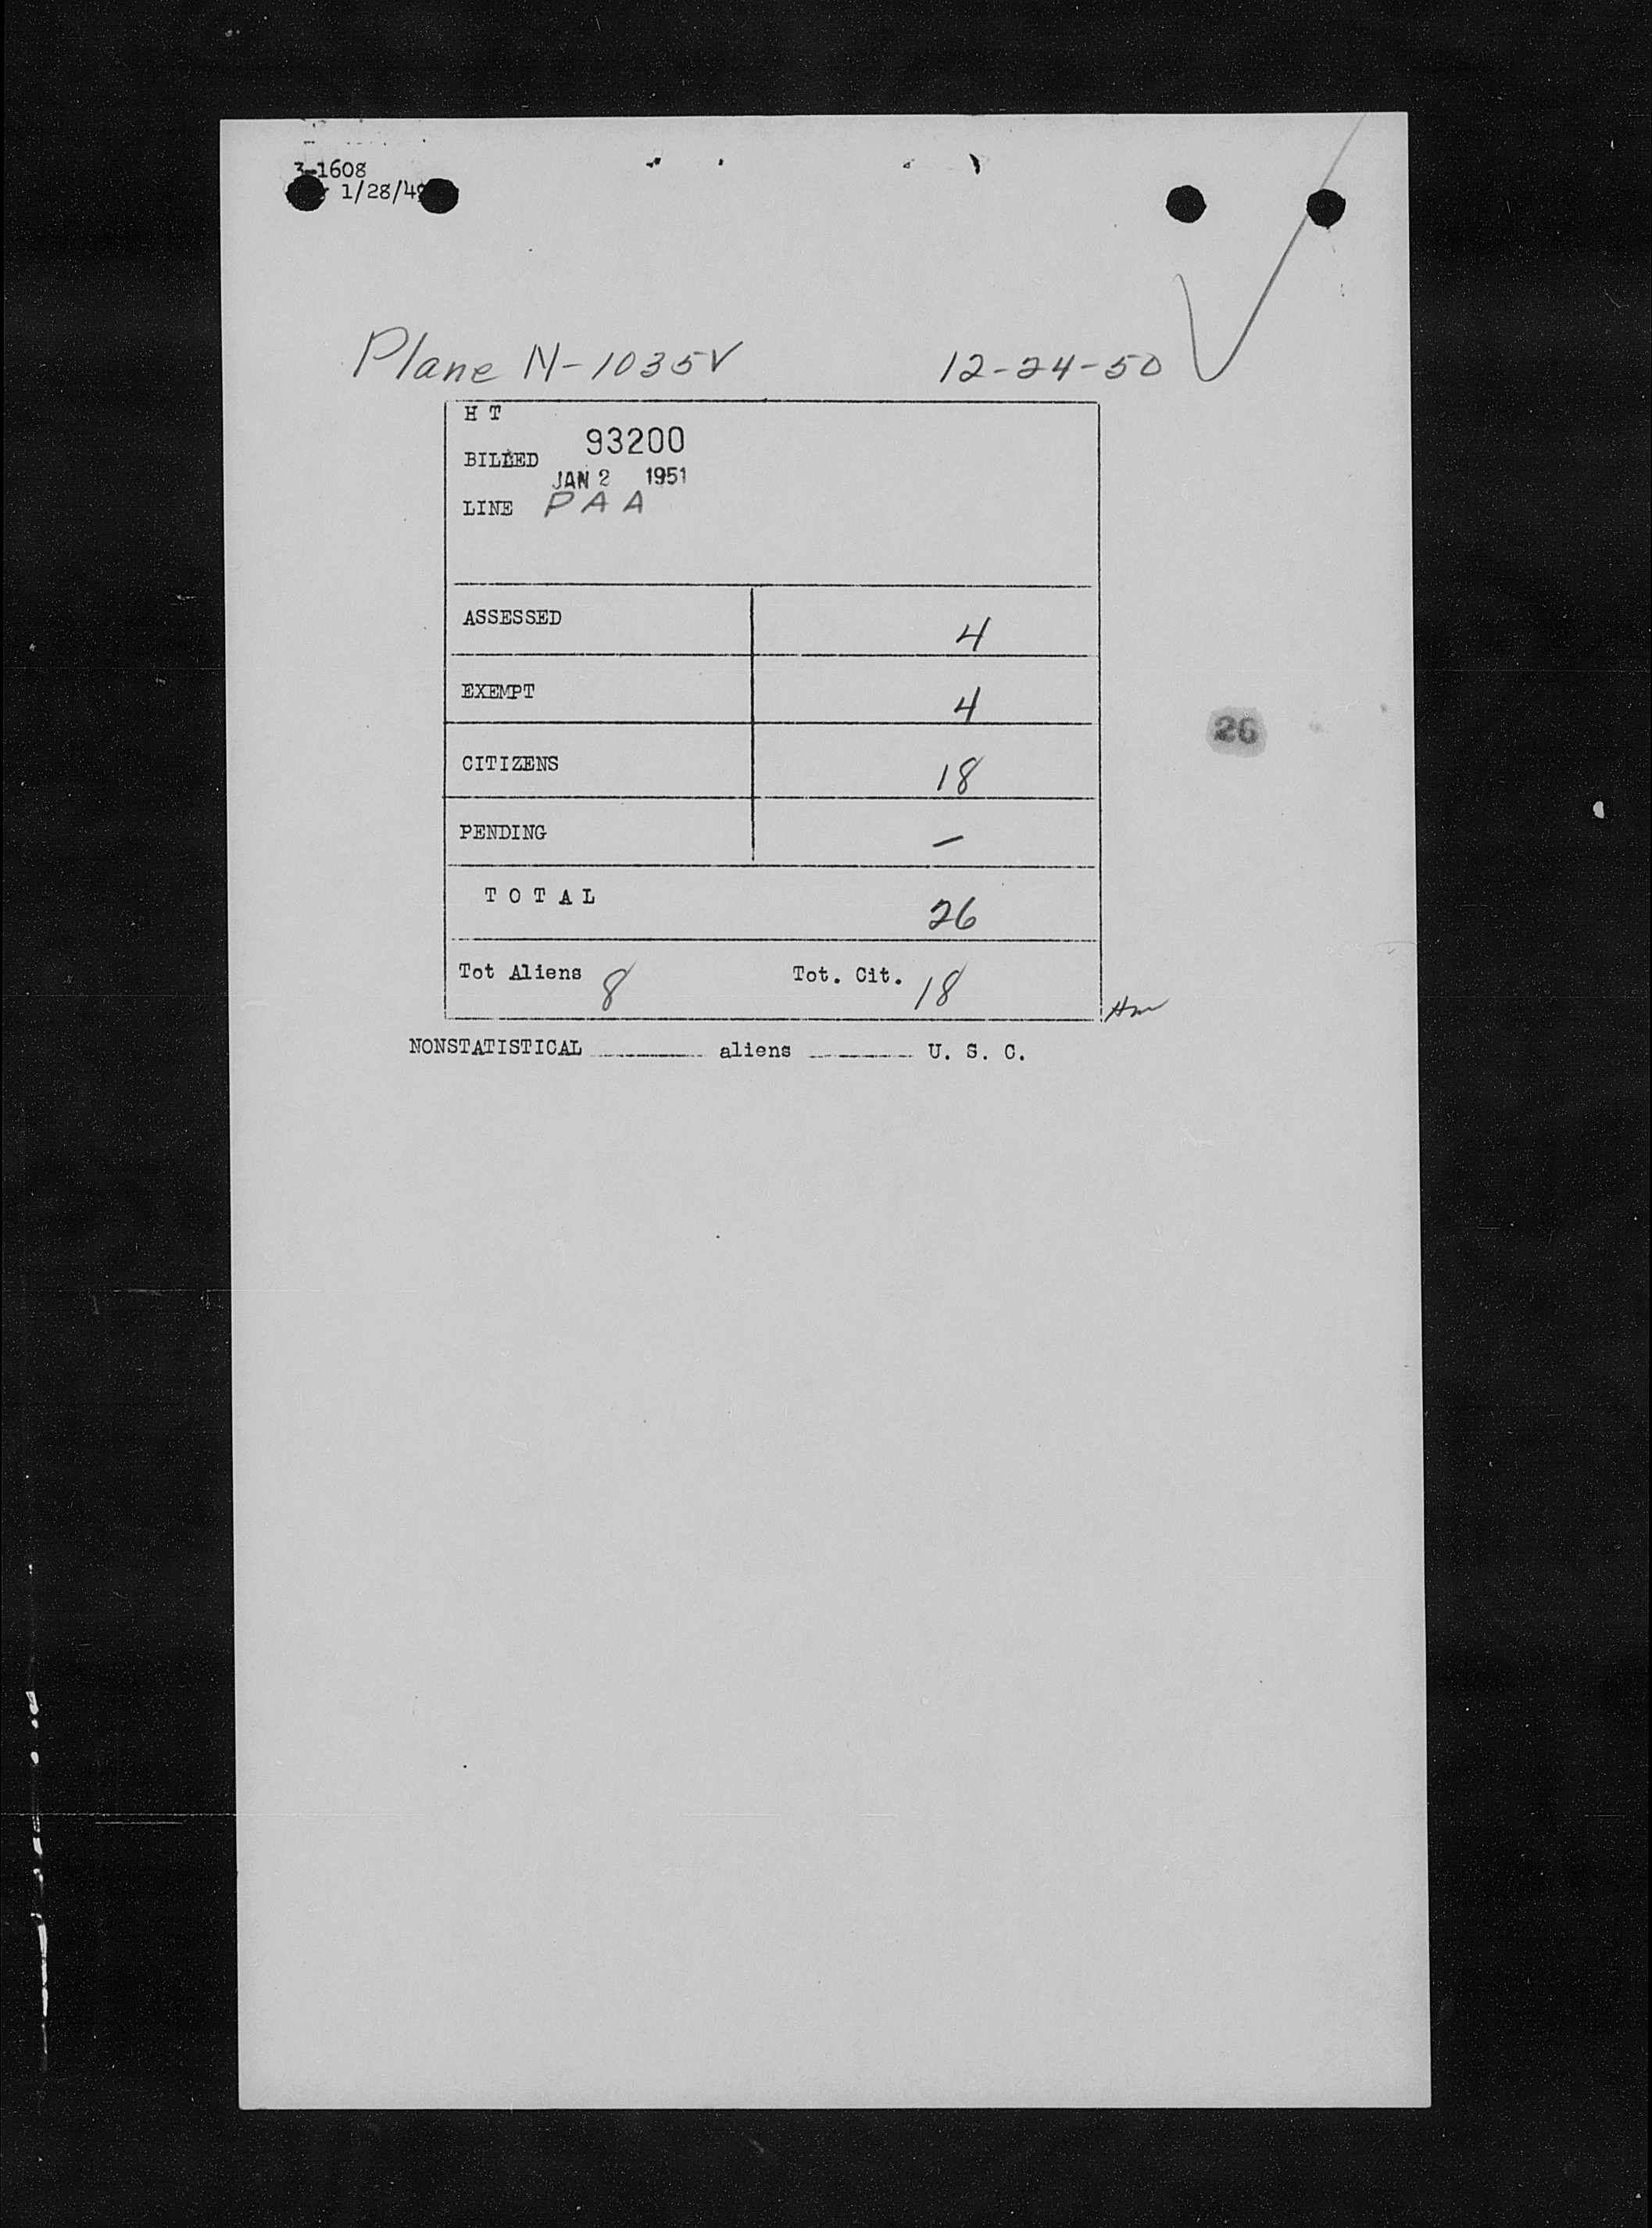 3-1608
1/28/49
Plane N-1035V 12-24-50
H T
BILLED 93200
JAN 2 1951
LINE PAA
ASSESSED 4
EXEMPT 4
26
CITIZENS 18
PENDING –
T O T A L 26
Tot Aliens 8 Tot. Cit. 18
NONSTATISTICAL aliens U. S. C.